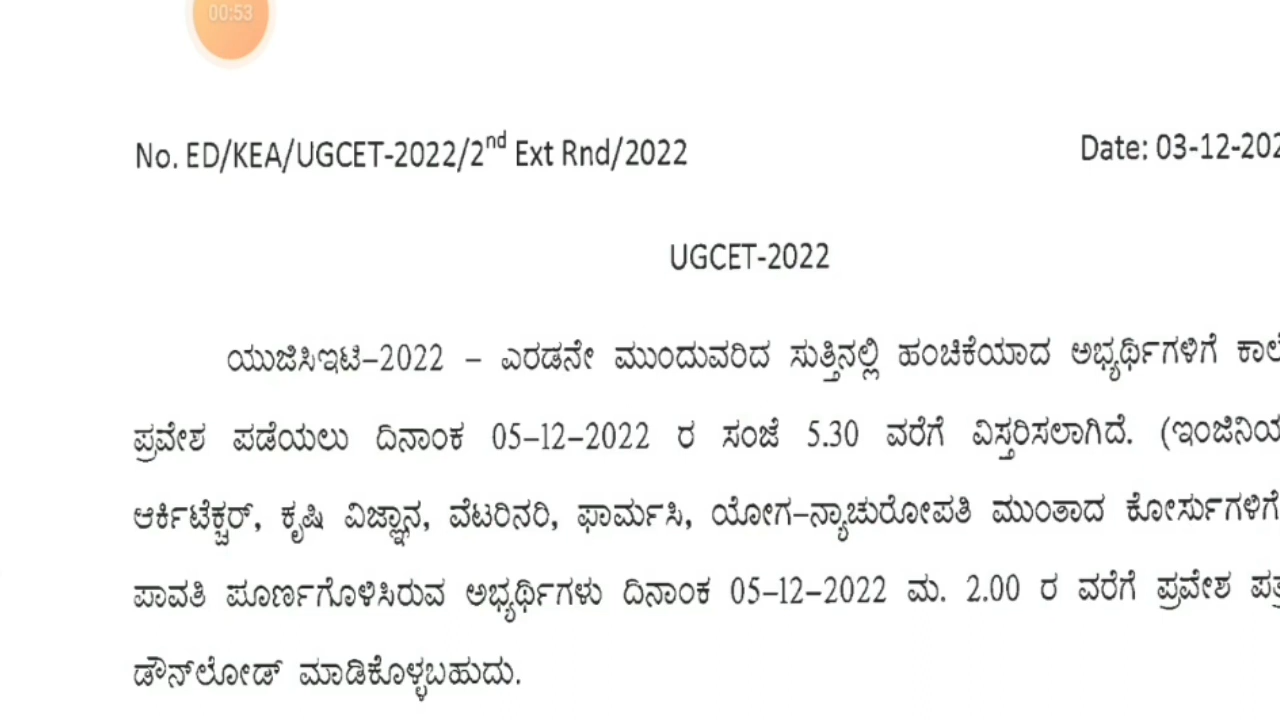 00:53
No. ED/KEA/UGCET-2022/2nd Ext Rnd/2022 Date: 03-12-202
UGCET-2022
ಯುಜಿಸಿಇಟಿ–2022 – ಎರಡನೇ ಮುಂದುವರಿದ ಸುತ್ತಿನಲ್ಲಿ ಹಂಚಿಕೆಯಾದ ಅಭ್ಯರ್ಥಿಗಳಿಗೆ
ಪ್ರವೇಶ ಪಡೆಯಲು ದಿನಾಂಕ 05–12–2022 ರ ಸಂಜೆ 5.30 ವರೆಗೆ ವಿಸ್ತರಿಸಲಾಗಿದೆ. (ಇಂಜಿನಿಯ
ಆರ್ಕಿಟೆಕ್ಚರ್, ಕೃಷಿ ವಿಜ್ಞಾನ, ವೆಟರಿನರಿ, ಫಾರ್ಮಸಿ, ಯೋಗ–ನ್ಯಾಚುರೋಪತಿ ಮುಂತಾದ ಕೋರ್ಸುಗಳಿಗೆ
ಪಾವತಿ ಪೂರ್ಣಗೊಳಿಸಿರುವ ಅಭ್ಯರ್ಥಿಗಳು ದಿನಾಂಕ 05–12–2022 ಮ. 2.00 ರ ವರೆಗೆ ಪ್ರವೇಶ
ಡೌನ್‌ಲೋಡ್ ಮಾಡಿಕೊಳ್ಳಬಹುದು.